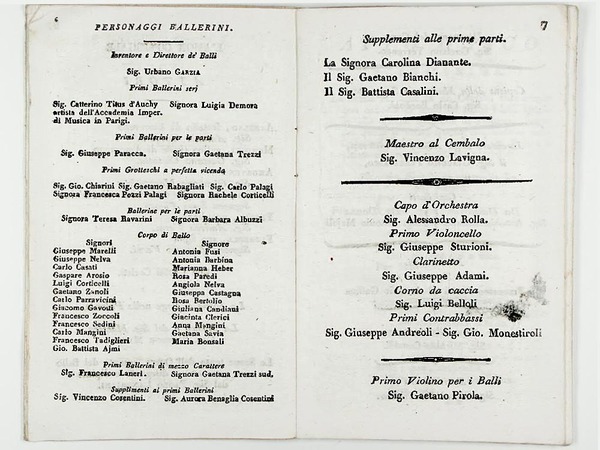 6
PERSONAGGI BALLERINI.
Inventore e Direttore de' Balli
Sig. Urbano GARZIA
Primi Ballerini serj
Sig. Catterino Titus d'Auchy Signora Luigia Demora
artista dell'Accademia Imper.
di Musica in Parigi.
Primi Ballerini per le parti
Sig. Giuseppe Paracca. Signora Gaetana Trezzi
Primi Grotteschi a perfetta vicenda
Sig. Gio. Chiarini Sig. Gaetano Rabagliati Sig. Carlo Palagi
Signora Francesca Pezzi Palagi Signora Rachele Corticelli
Ballerine per le parti
Signora Teresa Ravarini Signora Barbara Albuzzi
Corpo di Ballo
Signori Signore
Giuseppe Marelli Antonia Fusi
Giuseppe Nelva Antonia Barbina
Carlo Casati Marianna Heber
Gaspare Arosio Rosa Paredi
Luigi Corticelli Angiola Nelva
Gaetano Zanoli Giuseppa Castagna
Carlo Parravicini Rosa Bertolio
Giacomo Gavotti Giuliana Candiani
Francesco Zoccoli Giacinta Clerici
Francesco Sedini Anna Mangini
Carlo Mangini Gaetana Savia
Francesco Tadiglieri Maria Bonsali
Gio. Battista Ajmi
Primi Ballerini di mezzo Carattere
Sig. Francesco Laneri. Signora Gaetana Trezzi sud.
Supplimenti ai primi Ballerini
Sig. Vincenzo Cosentini. Sig. Aurora Benaglia Cosentini
7
Supplementi alle prime parti.
La Signora Carolina Dianante.
Il Sig. Gaetano Bianchi.
Il Sig. Battista Casalini.
Maestro al Cembalo
Sig. Vincenzo Lavigna.
Capo d'Orchestra
Sig. Alessandro Rolla.
Primo Violoncello
Sig. Giuseppe Sturioni.
Clarinetto
Sig. Giuseppe Adami.
Corno da caccia
Sig. Luigi Belloli
Primi Contrabbassi
Sig. Giuseppe Andreoli - Sig. Gio. Monestiroli
Primo Violino per i Balli
Sig. Gaetano Pirola.